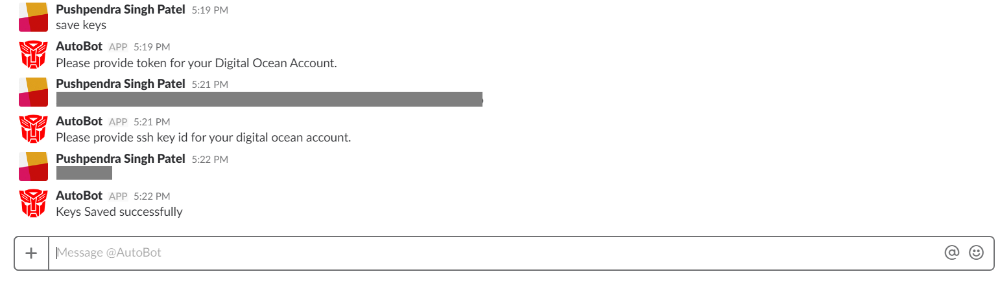 Pushpendra Singh Patel 5:19 PM
save keys
AutoBot APP 5:19 PM
Please provide token for your Digital Ocean Account.
Pushpendra Singh Patel 5:21 PM
AutoBot APP 5:21 PM
Please provide ssh key id for your digital ocean account.
Pushpendra Singh Patel 5:22 PM
AutoBot APP 5:22 PM
Keys Saved successfully
Message @AutoBot